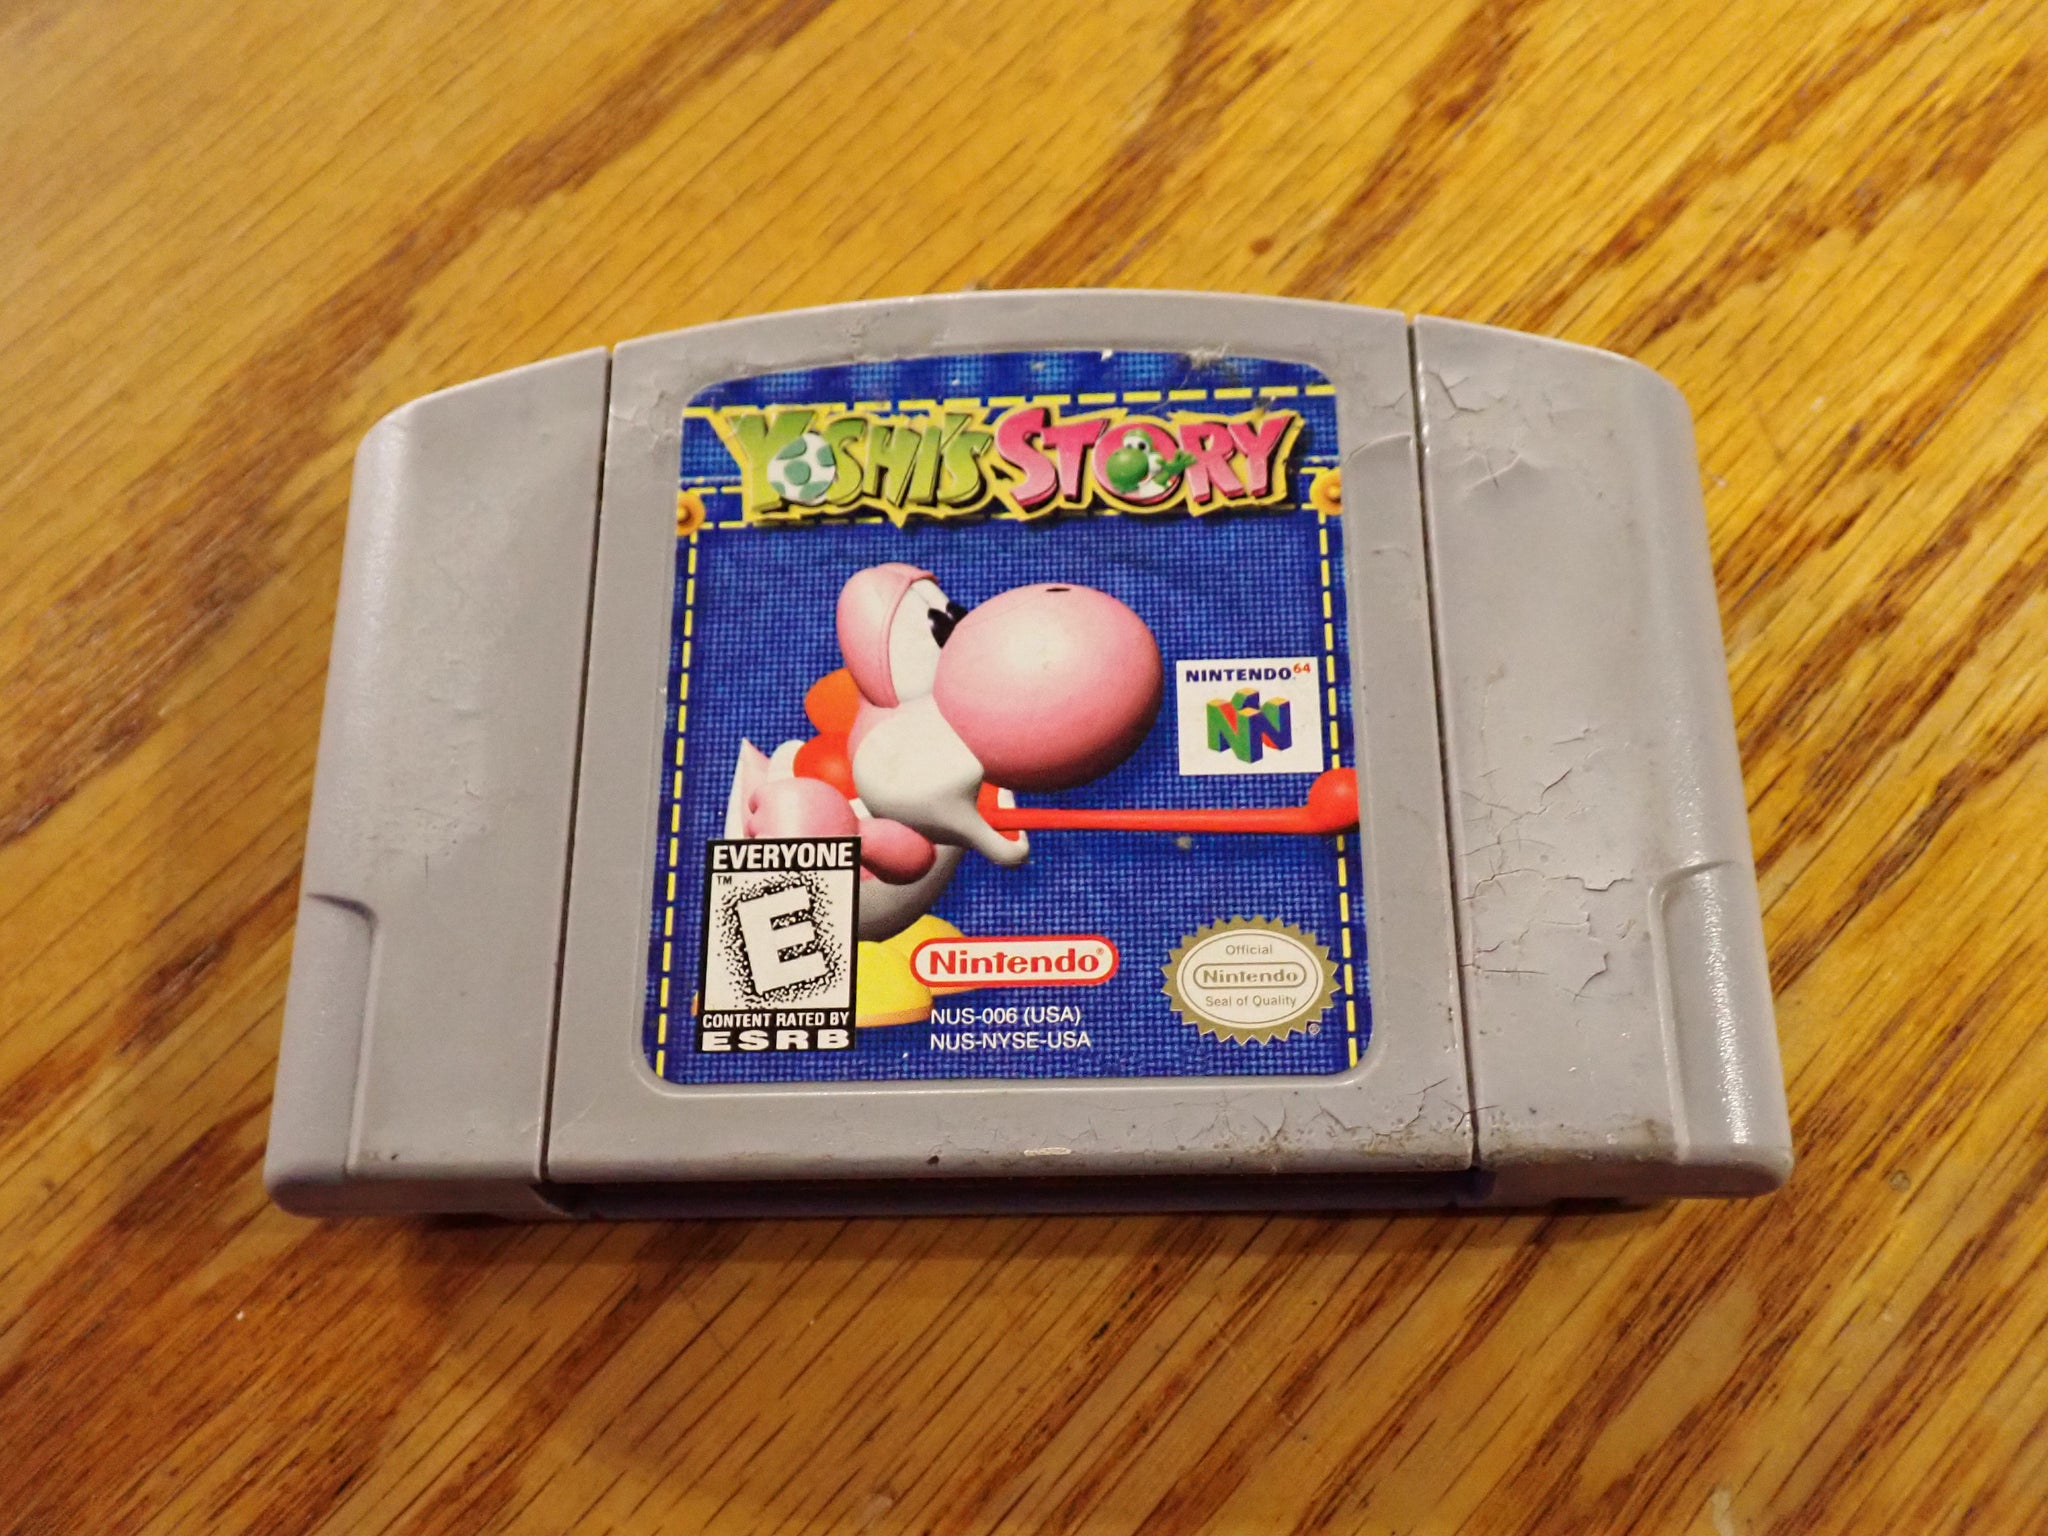 YOSHI'S STORY
NINTENDO 64
EVERYONE
™
E
CONTENT RATED BY
ESRB
Nintendo®
NUS-006 (USA)
NUS-NYSE-USA
Official
Nintendo
Seal of Quality
®